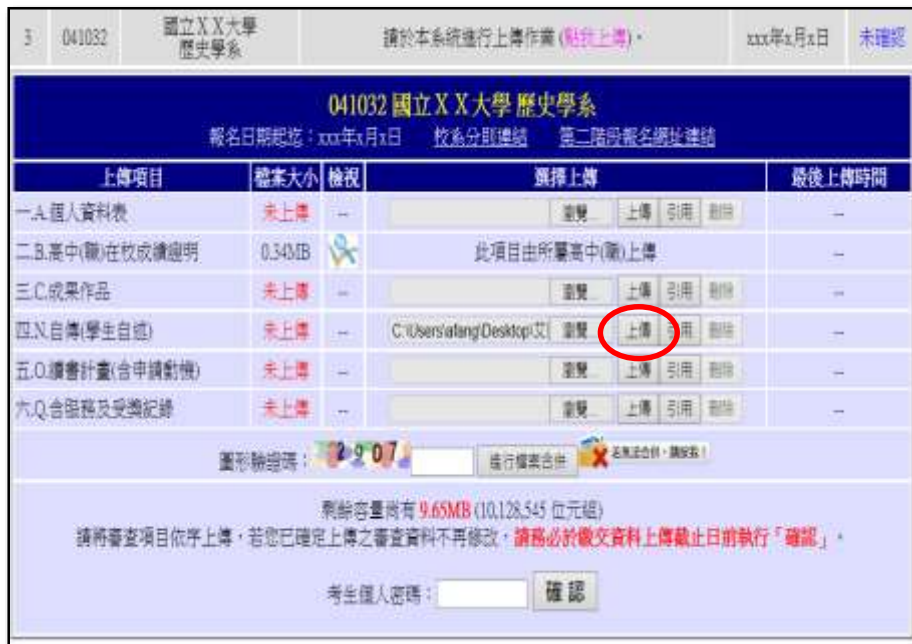 3 041032 國立ＸＸ大學 歷史學系 請於本系統進行上傳作業 (點我上傳)。 xxx年x月x日 未確認
041032 國立ＸＸ大學 歷史學系
報名日期起迄：xxx年x月x日 校系分則連結 第二階段報名網址連結
上傳項目 檔案大小 檢視 選擇上傳 最後上傳時間
一.A.個人資料表 未上傳 -- 瀏覽... 上傳 引用 刪除 --
二.B.高中(職)在校成績證明 0.34MB 此項目由所屬高中(職)上傳 --
三.C.成果作品 未上傳 -- 瀏覽... 上傳 引用 刪除 --
四.N.自傳(學生自述) 未上傳 -- C:\Users\afang\Desktop\艾 瀏覽... 上傳 引用 刪除 --
五.O.讀書計畫(含申請動機) 未上傳 -- 瀏覽... 上傳 引用 刪除 --
六.Q.含服務及受獎紀錄 未上傳 -- 瀏覽... 上傳 引用 刪除 --
圖形驗證碼： 2907 進行檔案合併 若無法合併，請按我！
剩餘容量尚有 9.65MB (10,128,545 位元組)
請將審查項目依序上傳，若您已確定上傳之審查資料不再修改，請務必於繳交資料上傳截止日前執行「確認」。
考生個人密碼： 確認